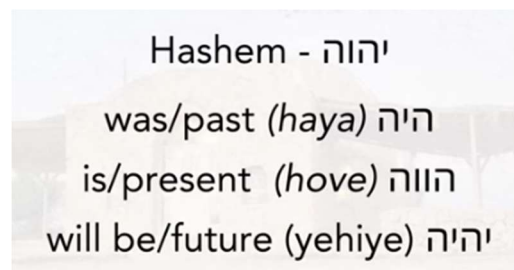 Hashem - יהוה
was/past (haya) היה
is/present (hove) הווה
will be/future (yehiye) יהיה